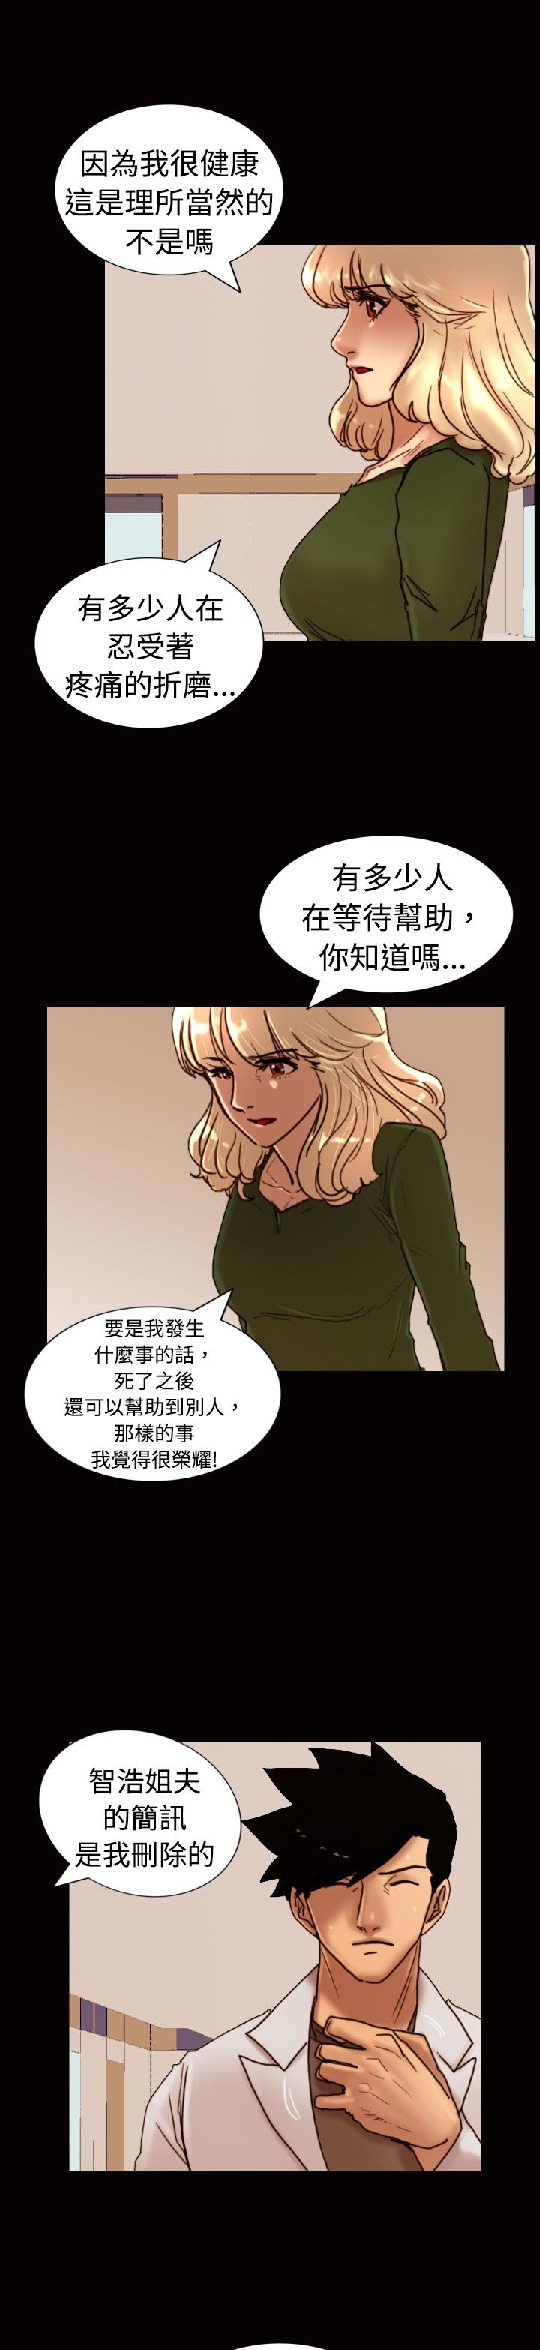 因為我很健康
這是理所當然的
不是嗎
有多少人在
忍受著
疼痛的折磨...
有多少人
在等待幫助，
你知道嗎...
要是我發生
什麼事的話，
死了之後
還可以幫助到別人，
那樣的事
我覺得很榮耀!
智浩姐夫
的簡訊
是我刪除的